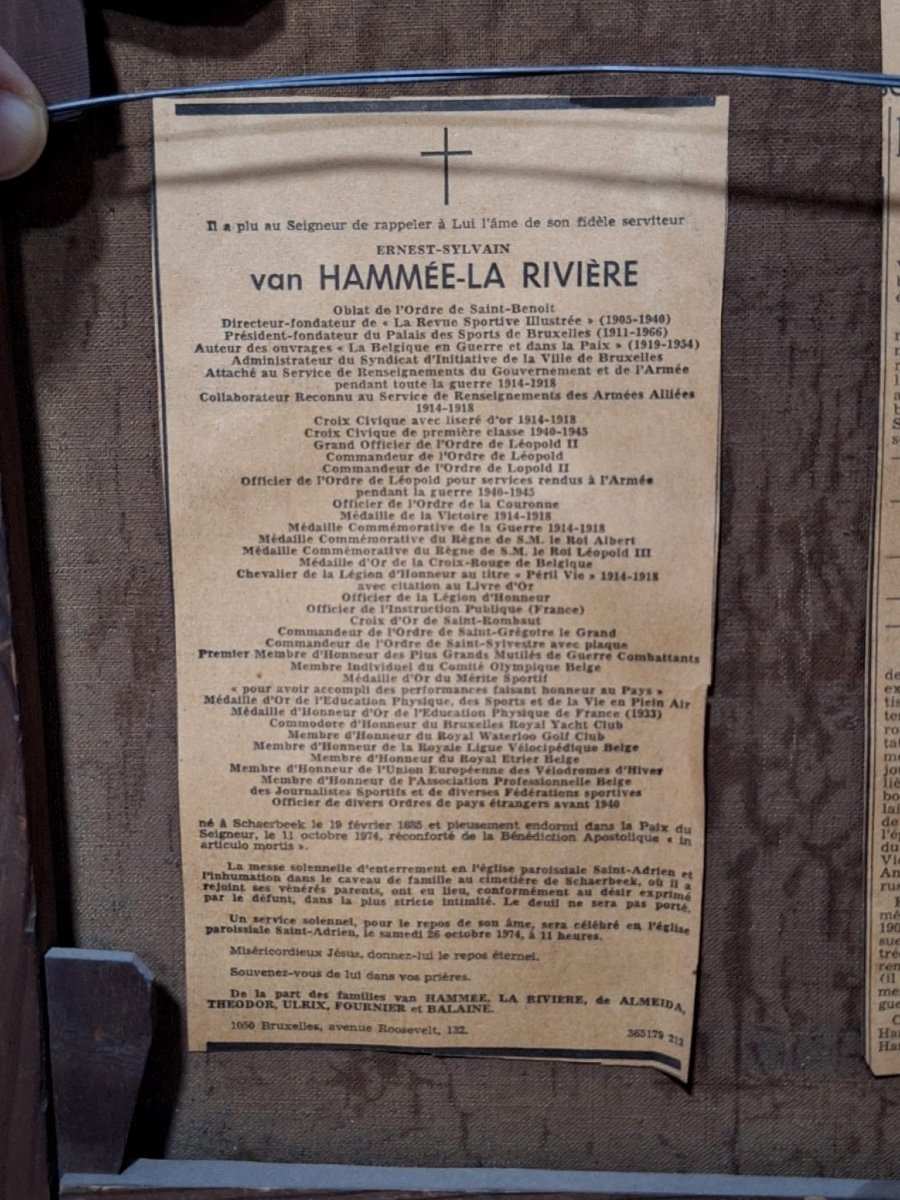 Il a plu au Seigneur de rappeler à Lui l'âme de son fidèle serviteur
ERNEST-SYLVAIN
van HAMMÉE-LA RIVIÈRE
Oblat de l'Ordre de Saint-Benoît
Directeur-fondateur de « La Revue Sportive Illustrée » (1905-1940)
Président-fondateur du Palais des Sports de Bruxelles (1911-1966)
Auteur des ouvrages « La Belgique en Guerre et dans la Paix » (1919-1954)
Administrateur du Syndicat d'Initiative de la Ville de Bruxelles
Attaché au Service de Renseignements du Gouvernement et de l'Armée
pendant toute la guerre 1914-1918
Collaborateur Reconnu au Service de Renseignements des Armées Alliées
1914-1918
Croix Civique avec liseré d'or 1914-1918
Croix Civique de première classe 1940-1945
Grand Officier de l'Ordre de Léopold II
Commandeur de l'Ordre de Léopold
Commandeur de l'Ordre de Lopold II
Officier de l'Ordre de Léopold pour services rendus à l'Armée
pendant la guerre 1940-1945
Officier de l'Ordre de la Couronne
Médaille de la Victoire 1914-1918
Médaille Commémorative de la Guerre 1914-1918
Médaille Commémorative du Règne de S.M. le Roi Albert
Médaille Commémorative du Règne de S.M. le Roi Léopold III
Médaille d'Or de la Croix-Rouge de Belgique
Chevalier de la Légion d'Honneur au titre « Péril Vie » 1914-1918
avec citation au Livre d'Or
Officier de la Légion d'Honneur
Officier de l'Instruction Publique (France)
Croix d'Or de Saint-Rombaut
Commandeur de l'Ordre de Saint-Grégoire le Grand
Commandeur de l'Ordre de Saint-Sylvestre avec plaque
Premier Membre d'Honneur des Plus Grands Mutilés de Guerre Combattants
Membre Individuel du Comité Olympique Belge
Médaille d'Or du Mérite Sportif
« pour avoir accompli des performances faisant honneur au Pays »
Médaille d'Or de l'Education Physique, des Sports et de la Vie en Plein Air
Médaille d'Honneur d'Or de l'Education Physique de France (1933)
Commodore d'Honneur du Bruxelles Royal Yacht Club
Membre d'Honneur du Royal Waterloo Golf Club
Membre d'Honneur de la Royale Ligue Vélocipédique Belge
Membre d'Honneur du Royal Etrier Belge
Membre d'Honneur de l'Union Européenne des Vélodromes d'Hiver
Membre d'Honneur de l'Association Professionnelle Belge
des Journalistes Sportifs et de diverses Fédérations sportives
Officier de divers Ordres de pays étrangers avant 1940
né à Schaerbeek le 19 février 1885 et pieusement endormi dans la Paix du
Seigneur, le 11 octobre 1974, réconforté de la Bénédiction Apostolique « in
articulo mortis ».
La messe solennelle d'enterrement en l'église paroissiale Saint-Adrien et
l'inhumation dans le caveau de famille au cimetière de Schaerbeek, où il a
rejoint ses vénérés parents, ont eu lieu, conformément au désir exprimé
par le défunt, dans la plus stricte intimité. Le deuil ne sera pas porté.
Un service solennel, pour le repos de son âme, sera célébré en l'église
paroissiale Saint-Adrien, le samedi 26 octobre 1974, à 11 heures.
Miséricordieux Jésus, donnez-lui le repos éternel.
Souvenez-vous de lui dans vos prières.
De la part des familles van HAMMÉE, LA RIVIÈRE, de ALMEIDA,
THEODOR, ULRIX, FOURNIER et BALAINE.
1050 Bruxelles, avenue Roosevelt, 132.
365179 212